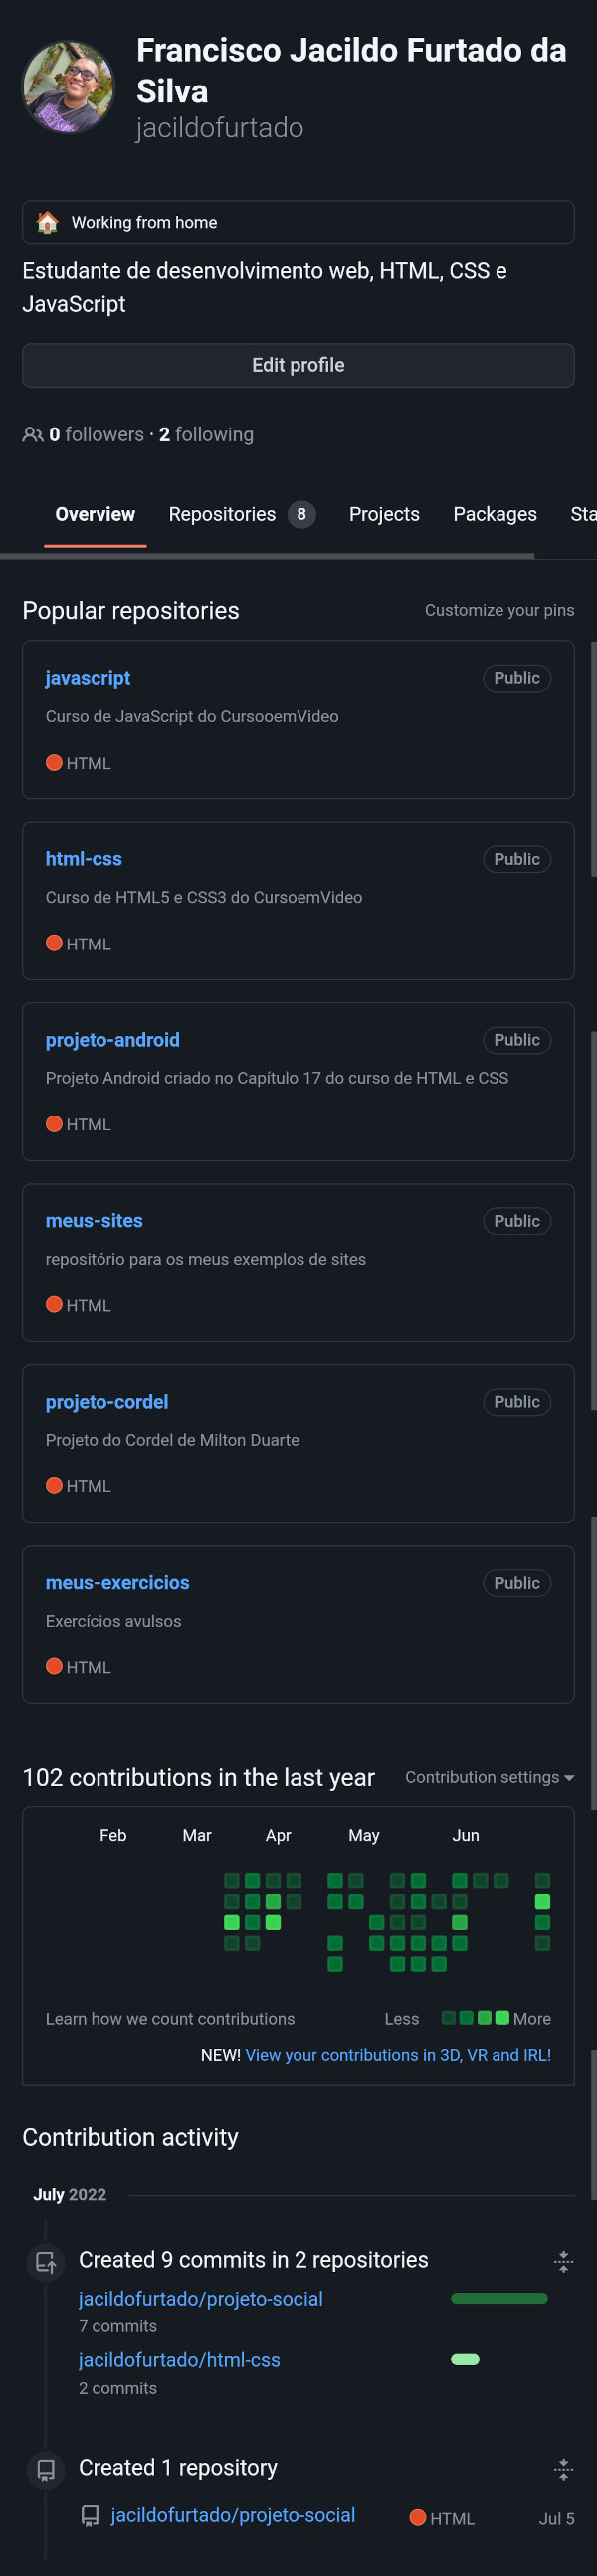 Francisco Jacildo Furtado da
Silva
jacildofurtado
Working from home
Estudante de desenvolvimento web, HTML, CSS e
JavaScript
Edit profile
0 followers · 2 following
Overview Repositories 8 Projects Packages Sta
Popular repositories Customize your pins
javascript Public
Curso de JavaScript do CursooemVideo
HTML
html-css Public
Curso de HTML5 e CSS3 do CursoemVideo
HTML
projeto-android Public
Projeto Android criado no Capítulo 17 do curso de HTML e CSS
HTML
meus-sites Public
repositório para os meus exemplos de sites
HTML
projeto-cordel Public
Projeto do Cordel de Milton Duarte
HTML
meus-exercicios Public
Exercícios avulsos
HTML
102 contributions in the last year Contribution settings
Feb Mar Apr May Jun
Learn how we count contributions Less More
NEW! View your contributions in 3D, VR and IRL!
Contribution activity
July 2022
Created 9 commits in 2 repositories
jacildofurtado/projeto-social
7 commits
jacildofurtado/html-css
2 commits
Created 1 repository
jacildofurtado/projeto-social HTML Jul 5